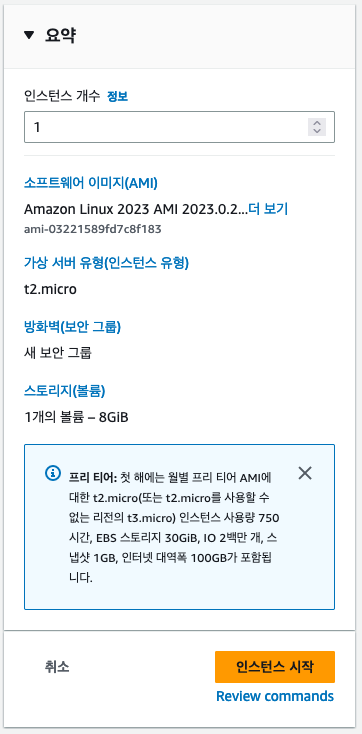 요약
인스턴스 개수 정보
1
소프트웨어 이미지(AMI)
Amazon Linux 2023 AMI 2023.0.2...더 보기
ami-03221589fd7c8f183
가상 서버 유형(인스턴스 유형)
t2.micro
방화벽(보안 그룹)
새 보안 그룹
스토리지(볼륨)
1개의 볼륨 – 8GiB
프리 티어: 첫 해에는 월별 프리 티어 AMI에
대한 t2.micro(또는 t2.micro를 사용할 수
없는 리전의 t3.micro) 인스턴스 사용량 750
시간, EBS 스토리지 30GiB, IO 2백만 개, 스
냅샷 1GB, 인터넷 대역폭 100GB가 포함됩
니다.
취소
인스턴스 시작
Review commands